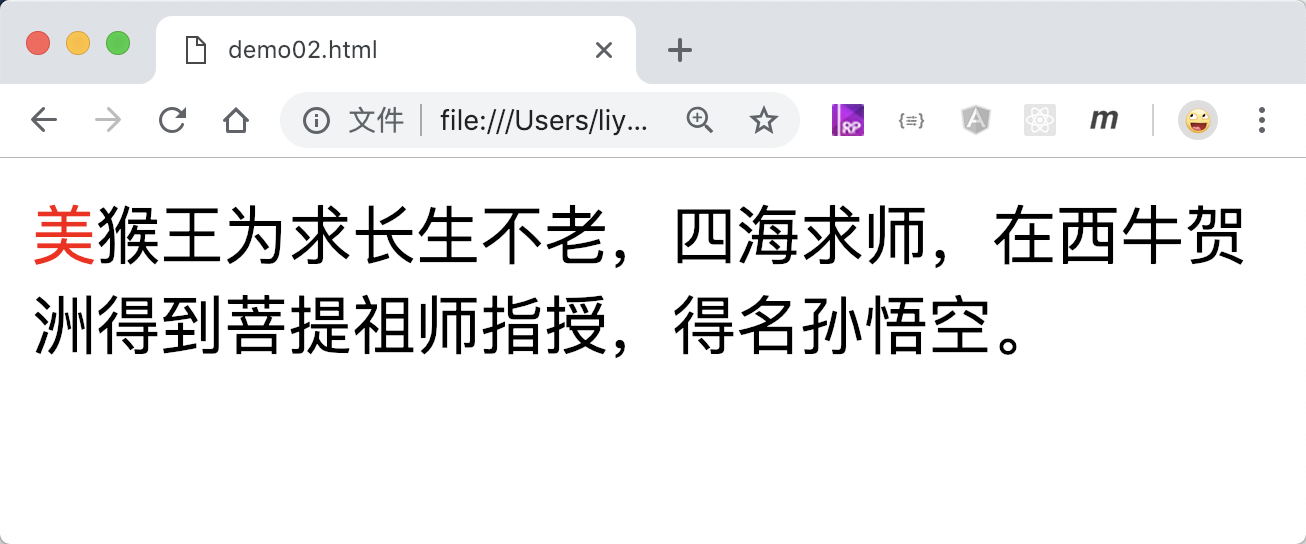 demo02.html
文件 file:///Users/liy...
RP
m
美猴王为求长生不老，四海求师，在西牛贺
洲得到菩提祖师指授，得名孙悟空。